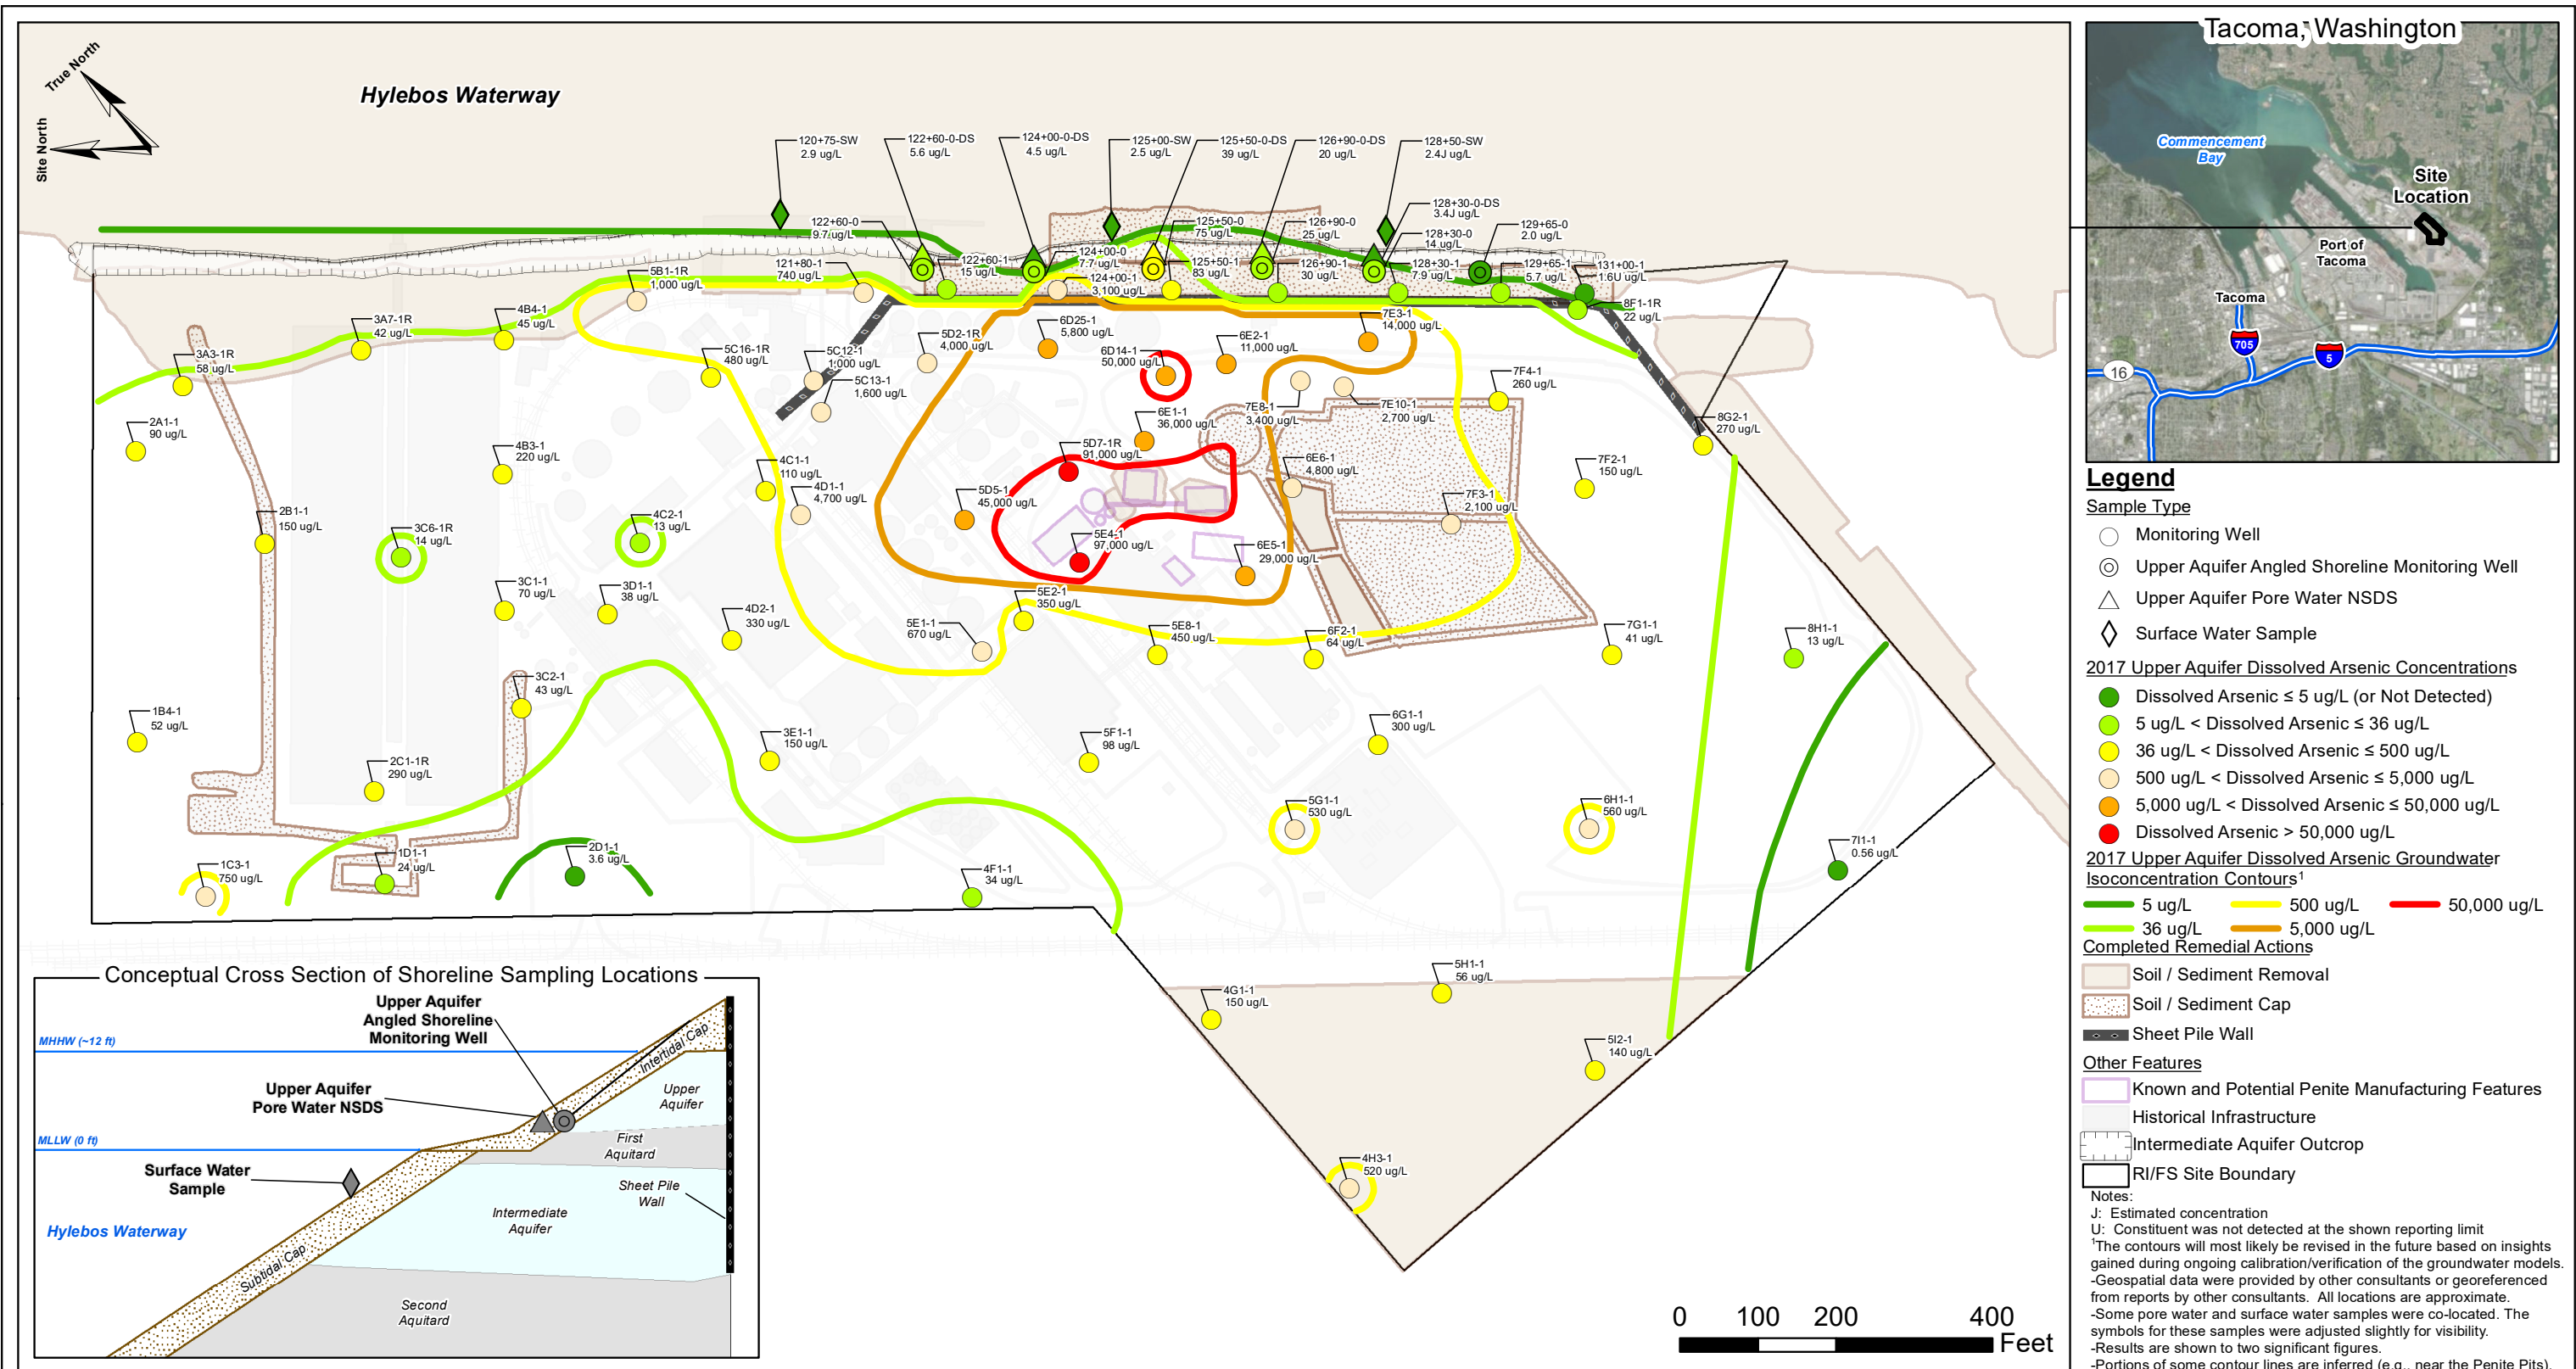 True North
Site North
Hylebos Waterway
120+75-SW
2.9 ug/L
122+60-0-DS
5.6 ug/L
124+00-0-DS
4.5 ug/L
125+00-SW
2.5 ug/L
125+50-0-DS
39 ug/L
126+90-0-DS
20 ug/L
128+50-SW
2.4J ug/L
128+30-0-DS
3.4J ug/L
122+60-0
9.7 ug/L
125+50-0
75 ug/L
126+90-0
25 ug/L
128+30-0
14 ug/L
129+65-0
2.0 ug/L
121+80-1
740 ug/L
122+60-1
15 ug/L
124+00-0
7.7 ug/L
124+00-1
3,100 ug/L
125+50-1
83 ug/L
126+90-1
30 ug/L
128+30-1
7.9 ug/L
129+65-1
5.7 ug/L
131+00-1
1.6U ug/L
8F1-1R
22 ug/L
5B1-1R
1,000 ug/L
4B4-1
45 ug/L
3A7-1R
42 ug/L
3A3-1R
58 ug/L
5C16-1R
480 ug/L
5C12-1
1,000 ug/L
5C13-1
1,600 ug/L
5D2-1R
4,000 ug/L
6D25-1
5,800 ug/L
6D14-1
50,000 ug/L
6E2-1
11,000 ug/L
7E3-1
14,000 ug/L
7E8-1
3,400 ug/L
7E10-1
2,700 ug/L
7F4-1
260 ug/L
8G2-1
270 ug/L
2A1-1
90 ug/L
4B3-1
220 ug/L
4C1-1
110 ug/L
4D1-1
4,700 ug/L
6E1-1
36,000 ug/L
5D7-1R
91,000 ug/L
5D5-1
45,000 ug/L
6E6-1
4,800 ug/L
7F3-1
2,100 ug/L
7F2-1
150 ug/L
2B1-1
150 ug/L
3C6-1R
14 ug/L
4C2-1
13 ug/L
5E4-1
97,000 ug/L
6E5-1
29,000 ug/L
3C1-1
70 ug/L
3D1-1
38 ug/L
4D2-1
330 ug/L
5E1-1
670 ug/L
5E2-1
350 ug/L
5E8-1
450 ug/L
6F2-1
64 ug/L
7G1-1
41 ug/L
8H1-1
13 ug/L
3C2-1
43 ug/L
1B4-1
52 ug/L
2C1-1R
290 ug/L
3E1-1
150 ug/L
5F1-1
98 ug/L
6G1-1
300 ug/L
5G1-1
530 ug/L
6H1-1
560 ug/L
7I1-1
0.56 ug/L
1C3-1
750 ug/L
1D1-1
24 ug/L
2D1-1
3.6 ug/L
4F1-1
34 ug/L
4G1-1
150 ug/L
5H1-1
56 ug/L
5I2-1
140 ug/L
4H3-1
520 ug/L
Conceptual Cross Section of Shoreline Sampling Locations
Upper Aquifer
Angled Shoreline
Monitoring Well
MHHW (~12 ft)
Intertidal Cap
Upper Aquifer
Pore Water NSDS
Upper
Aquifer
MLLW (0 ft)
First
Aquitard
Surface Water
Sample
Sheet Pile
Wall
Intermediate
Aquifer
Hylebos Waterway
Subtidal Cap
Second
Aquitard
0 100 200 400
Feet
Tacoma, Washington
Commencement
Bay
Site
Location
Port of
Tacoma
Tacoma
705
5
16
Legend
Sample Type
Monitoring Well
Upper Aquifer Angled Shoreline Monitoring Well
Upper Aquifer Pore Water NSDS
Surface Water Sample
2017 Upper Aquifer Dissolved Arsenic Concentrations
Dissolved Arsenic ≤ 5 ug/L (or Not Detected)
5 ug/L < Dissolved Arsenic ≤ 36 ug/L
36 ug/L < Dissolved Arsenic ≤ 500 ug/L
500 ug/L < Dissolved Arsenic ≤ 5,000 ug/L
5,000 ug/L < Dissolved Arsenic ≤ 50,000 ug/L
Dissolved Arsenic > 50,000 ug/L
2017 Upper Aquifer Dissolved Arsenic Groundwater
Isoconcentration Contours1
5 ug/L 500 ug/L 50,000 ug/L
36 ug/L 5,000 ug/L
Completed Remedial Actions
Soil / Sediment Removal
Soil / Sediment Cap
Sheet Pile Wall
Other Features
Known and Potential Penite Manufacturing Features
Historical Infrastructure
Intermediate Aquifer Outcrop
RI/FS Site Boundary
Notes:
J: Estimated concentration
U: Constituent was not detected at the shown reporting limit
1The contours will most likely be revised in the future based on insights
gained during ongoing calibration/verification of the groundwater models.
-Geospatial data were provided by other consultants or georeferenced
from reports by other consultants. All locations are approximate.
-Some pore water and surface water samples were co-located. The
symbols for these samples were adjusted slightly for visibility.
-Results are shown to two significant figures.
-Portions of some contour lines are inferred (e.g., near the Penite Pits).